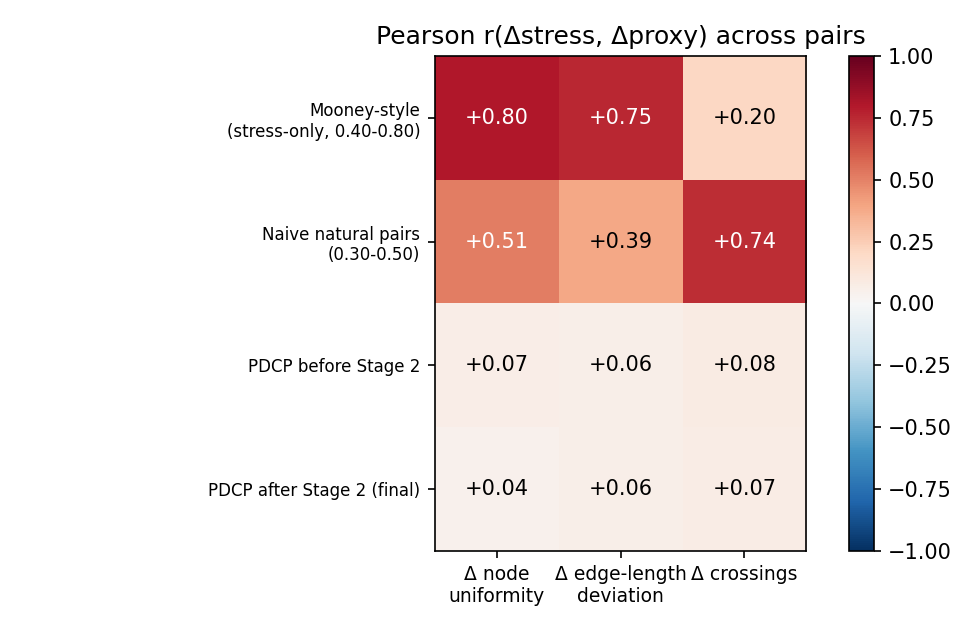 Pearson r(Δstress, Δproxy) across pairs
Mooney-style
(stress-only, 0.40-0.80)
+0.80
+0.75
+0.20
Naive natural pairs
(0.30-0.50)
+0.51
+0.39
+0.74
PDCP before Stage 2
+0.07
+0.06
+0.08
PDCP after Stage 2 (final)
+0.04
+0.06
+0.07
Δ node
uniformity
Δ edge-length
deviation
Δ crossings
1.00
0.75
0.50
0.25
0.00
−0.25
−0.50
−0.75
−1.00